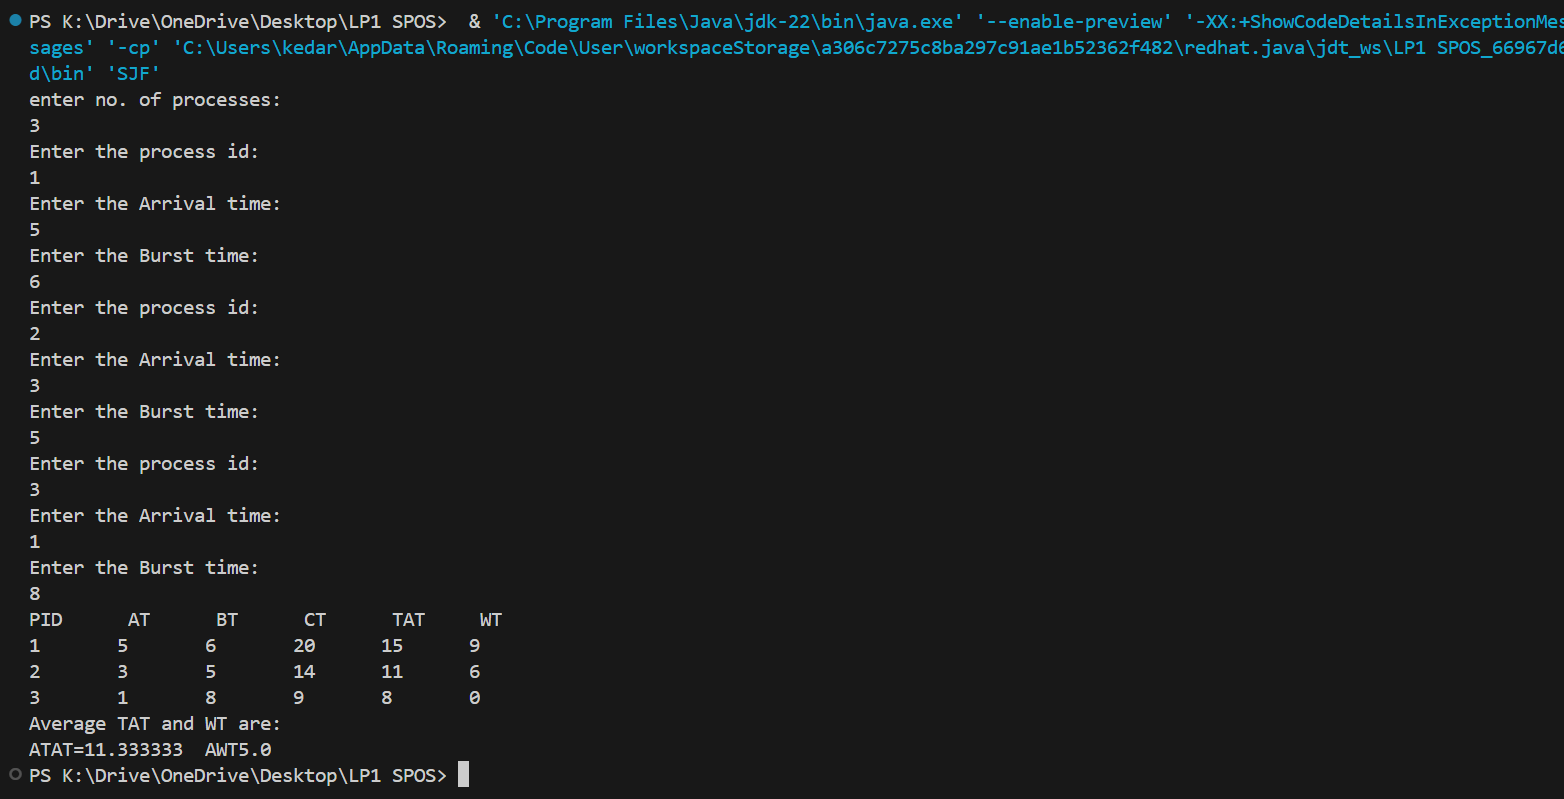 PS K:\Drive\OneDrive\Desktop\LP1 SPOS>  & 'C:\Program Files\Java\jdk-22\bin\java.exe' '--enable-preview' '-XX:+ShowCodeDetailsInExceptionMes
sages' '-cp' 'C:\Users\kedar\AppData\Roaming\Code\User\workspaceStorage\a306c7275c8ba297c91ae1b52362f482\redhat.java\jdt_ws\LP1 SPOS_66967d6
d\bin' 'SJF'
enter no. of processes:
3
Enter the process id:
1
Enter the Arrival time:
5
Enter the Burst time:
6
Enter the process id:
2
Enter the Arrival time:
3
Enter the Burst time:
5
Enter the process id:
3
Enter the Arrival time:
1
Enter the Burst time:
8
PID      AT      BT      CT      TAT     WT
1       5       6       20      15      9
2       3       5       14      11      6
3       1       8       9       8       0
Average TAT and WT are:
ATAT=11.333333  AWT5.0
PS K:\Drive\OneDrive\Desktop\LP1 SPOS>